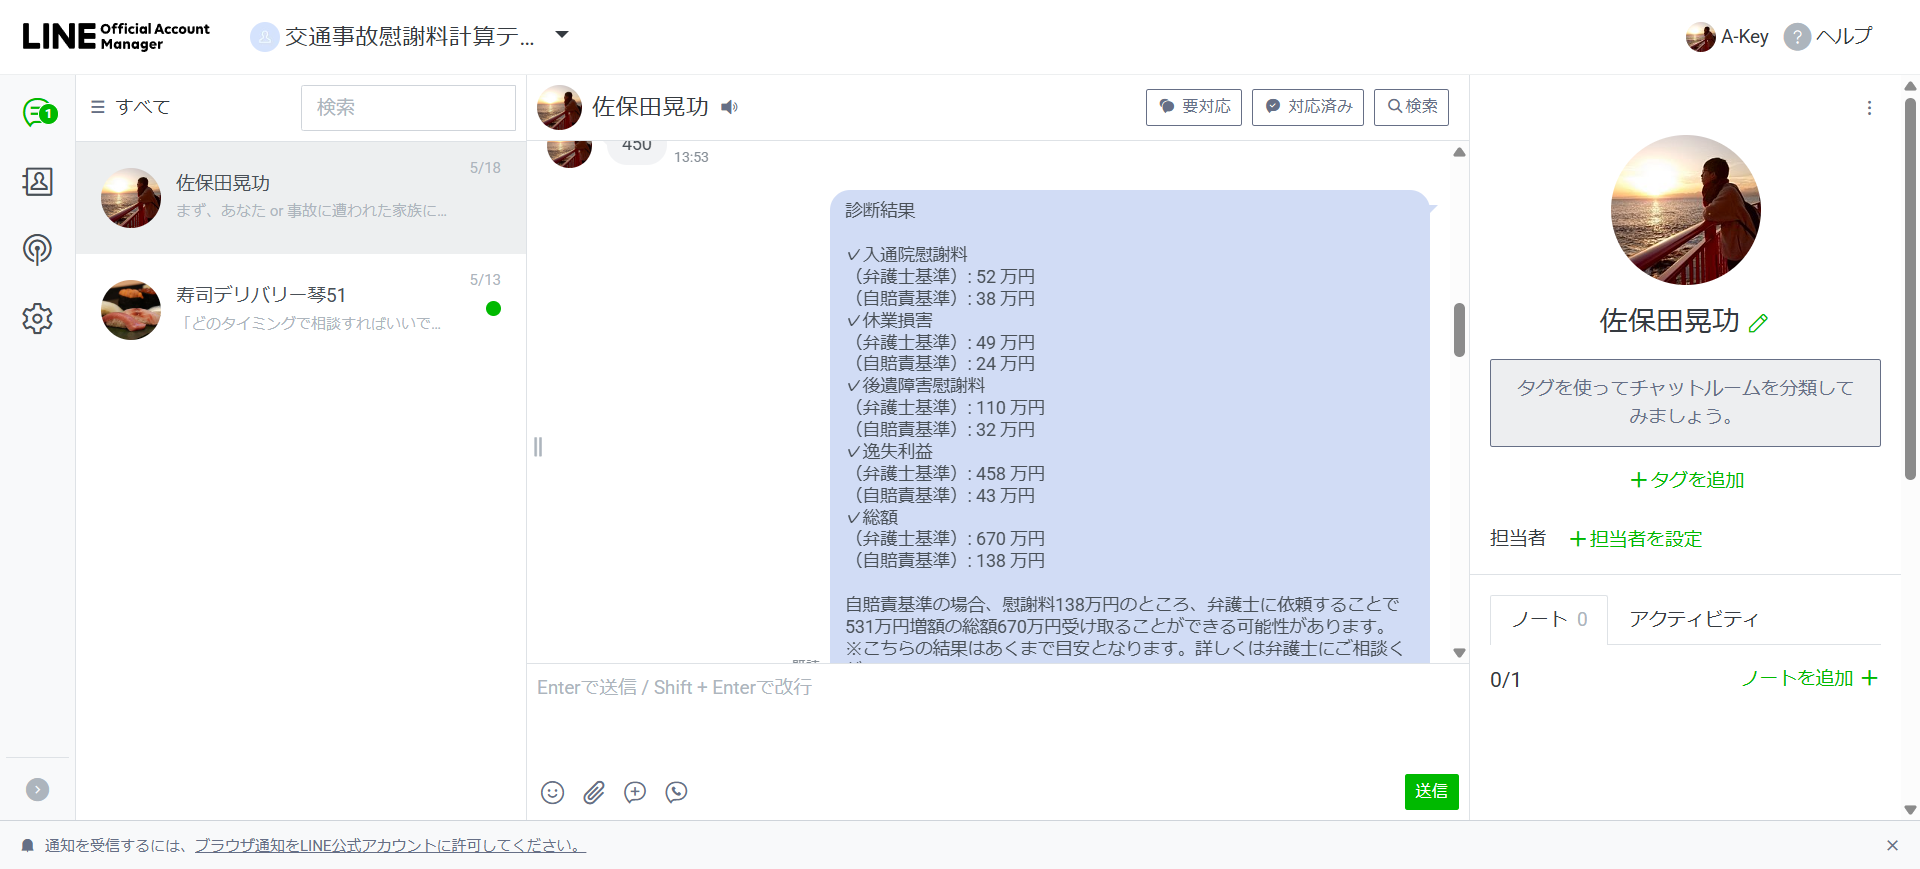 LINE Official Account Manager
交通事故慰謝料計算テ...
A-Key
? ヘルプ
1
すべて
検索
佐保田晃功
5/18
まず、あなた or 事故に遭われた家族に...
寿司デリバリー琴51
5/13
「どのタイミングで相談すればいいで...
佐保田晃功
要対応
対応済み
検索
450
13:53
診断結果
✓入通院慰謝料
（弁護士基準）: 52 万円
（自賠責基準）: 38 万円
✓休業損害
（弁護士基準）: 49 万円
（自賠責基準）: 24 万円
✓後遺障害慰謝料
（弁護士基準）: 110 万円
（自賠責基準）: 32 万円
✓逸失利益
（弁護士基準）: 458 万円
（自賠責基準）: 43 万円
✓総額
（弁護士基準）: 670 万円
（自賠責基準）: 138 万円
自賠責基準の場合、慰謝料138万円のところ、弁護士に依頼することで
531万円増額の総額670万円受け取ることができる可能性があります。
※こちらの結果はあくまで目安となります。詳しくは弁護士にご相談く
Enterで送信 / Shift + Enterで改行
送信
佐保田晃功
タグを使ってチャットルームを分類して
みましょう。
+タグを追加
担当者 +担当者を設定
ノート 0
アクティビティ
0/1
ノートを追加 +
通知を受信するには、ブラウザ通知をLINE公式アカウントに許可してください。